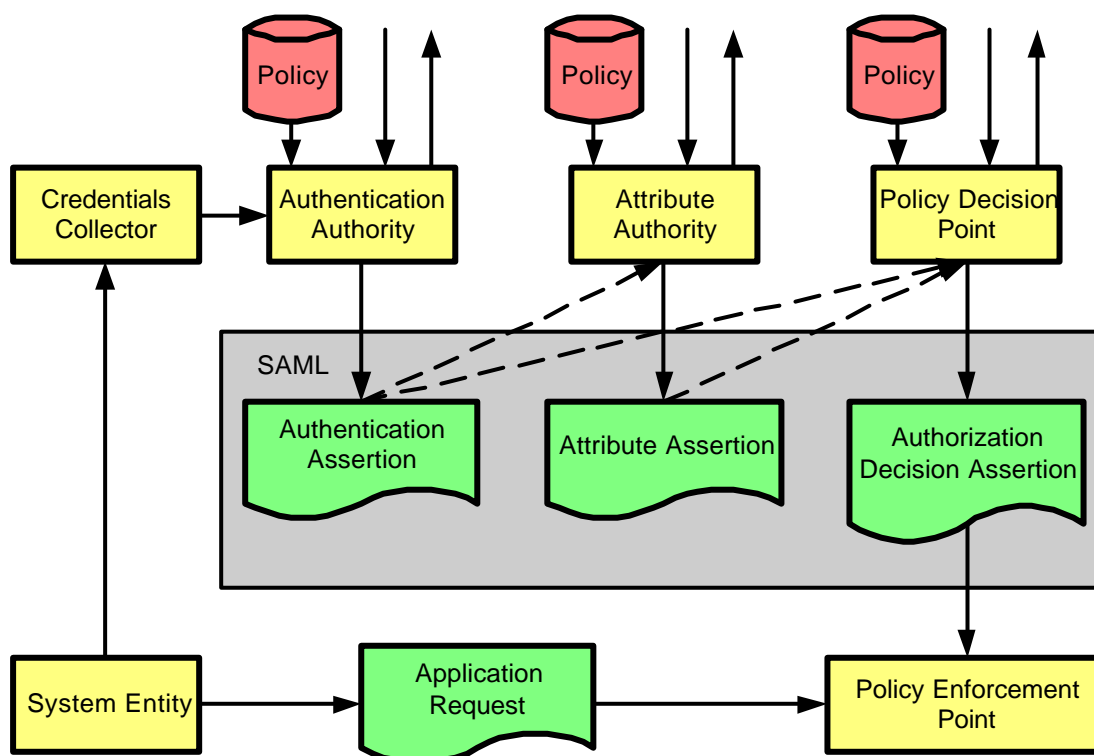 Policy
Policy
Policy
Credentials
Collector
Authentication
Authority
Attribute
Authority
Policy Decision
Point
SAML
Authentication
Assertion
Attribute Assertion
Authorization
Decision Assertion
System Entity
Application
Request
Policy Enforcement
Point